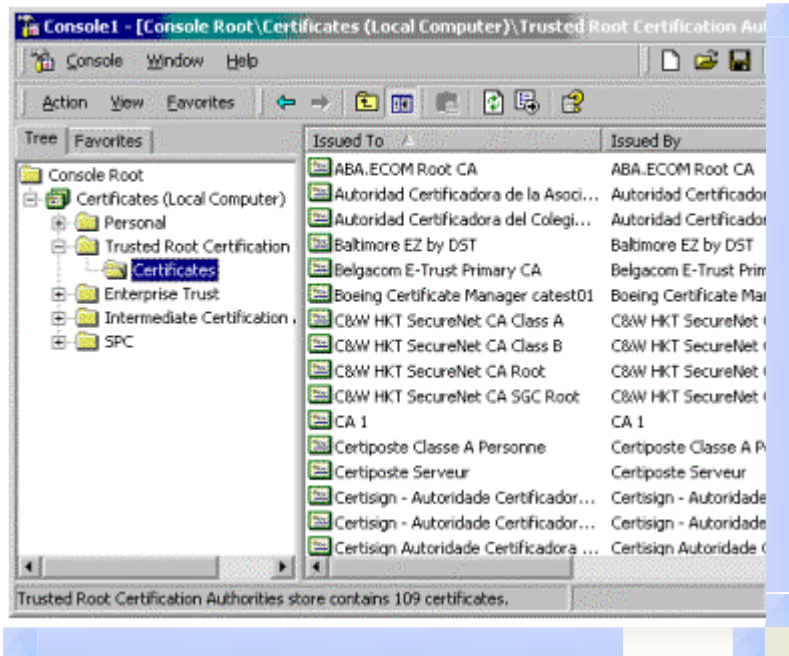 Console1 - [Console Root\Certificates (Local Computer)\Trusted Root Certification Au
Console Window Help
Action View Favorites
Tree Favorites
Console Root
Certificates (Local Computer)
Personal
Trusted Root Certification
Certificates
Enterprise Trust
Intermediate Certification
SPC
Issued To Issued By
ABA.ECOM Root CA ABA.ECOM Root CA
Autoridad Certificadora de la Asoci... Autoridad Certificador
Autoridad Certificadora del Colegi... Autoridad Certificador
Baltimore EZ by DST Baltimore EZ by DST
Belgacom E-Trust Primary CA Belgacom E-Trust Prim
Boeing Certificate Manager catest01 Boeing Certificate Ma
C&W HKT SecureNet CA Class A C&W HKT SecureNet
C&W HKT SecureNet CA Class B C&W HKT SecureNet
C&W HKT SecureNet CA Root C&W HKT SecureNet
C&W HKT SecureNet CA SGC Root C&W HKT SecureNet
CA 1 CA 1
Certiposte Classe A Personne Certiposte Classe A P
Certiposte Serveur Certiposte Serveur
Certisign - Autoridade Certificador... Certisign - Autoridade
Certisign - Autoridade Certificador... Certisign - Autoridade
Certisign Autoridade Certificadora ... Certisign Autoridade
Trusted Root Certification Authorities store contains 109 certificates.